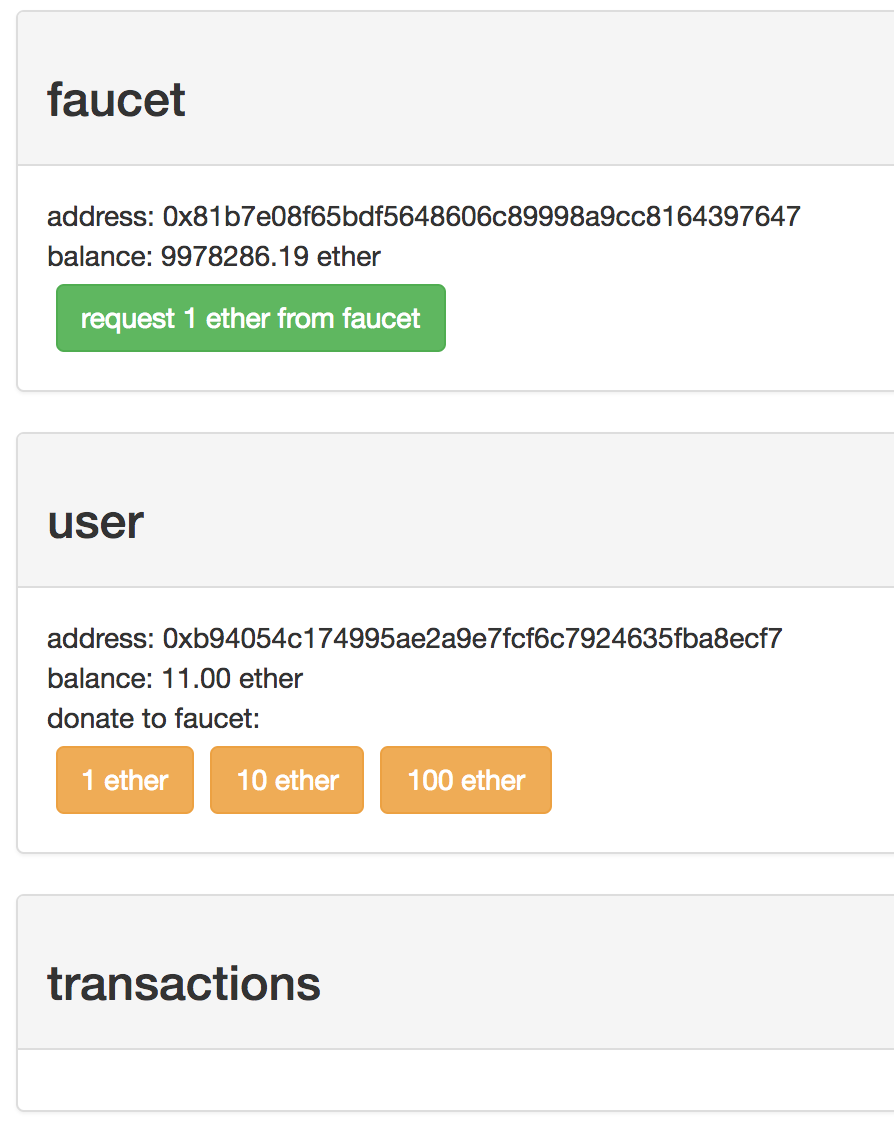 faucet
address: 0x81b7e08f65bdf5648606c89998a9cc8164397647
balance: 9978286.19 ether
request 1 ether from faucet
user
address: 0xb94054c174995ae2a9e7fcf6c7924635fba8ecf7
balance: 11.00 ether
donate to faucet:
1 ether 10 ether 100 ether
transactions